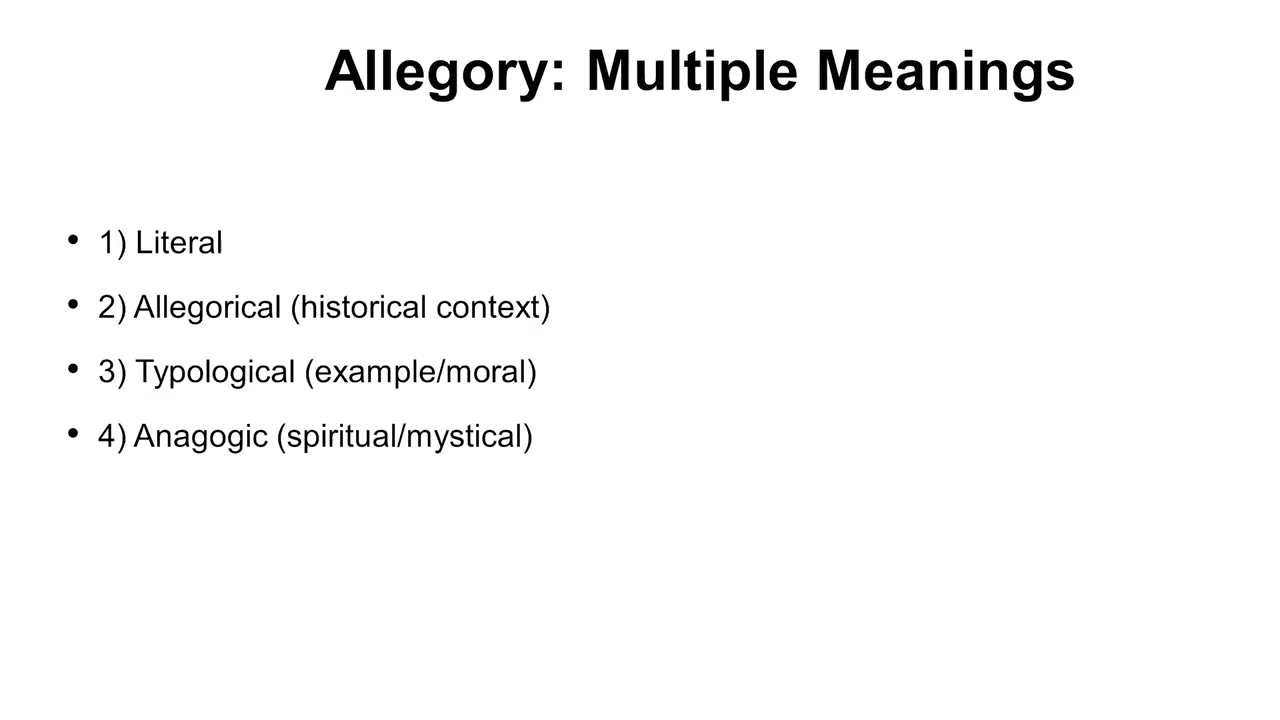 Allegory: Multiple Meanings
• 1) Literal
• 2) Allegorical (historical context)
• 3) Typological (example/moral)
• 4) Anagogic (spiritual/mystical)